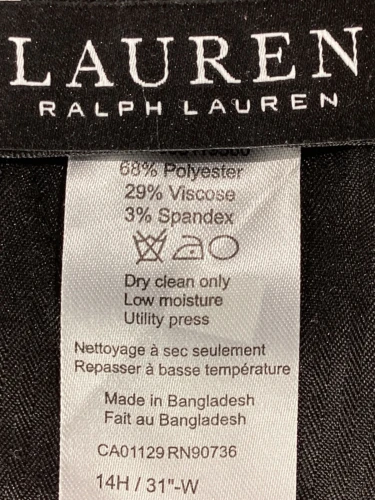 LAUREN
RALPH LAUREN
68% Polyester
29% Viscose
3% Spandex
Dry clean only
Low moisture
Utility press
Nettoyage à sec seulement
Repasser à basse température
Made in Bangladesh
Fait au Bangladesh
CA01129 RN90736
14H / 31"-W